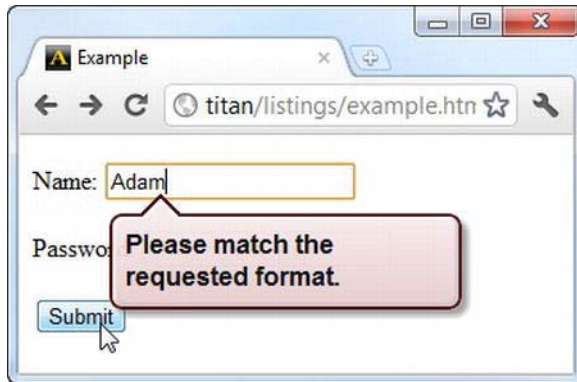 A Example
titan/listings/example.htm
Name: Adam
Please match the
requested format.
Passwo
Submit